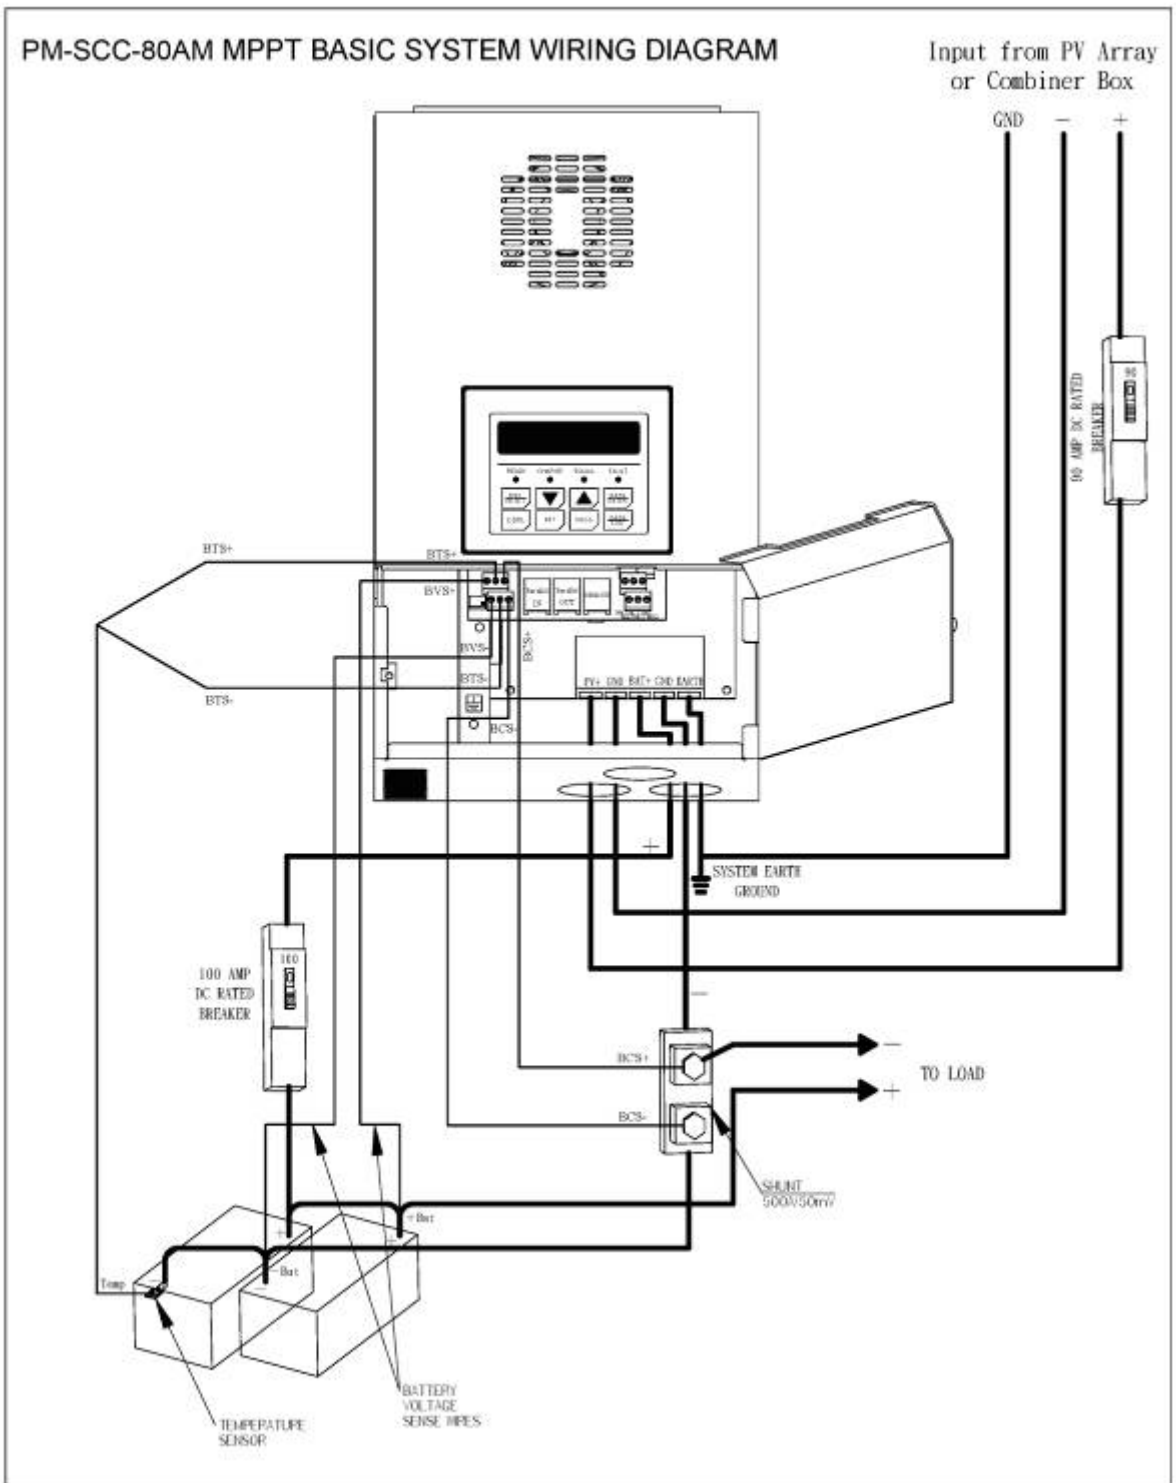 PM-SCC-80AM MPPT BASIC SYSTEM WIRING DIAGRAM
Input from PV Array
or Combiner Box
GND - +
90
90 AMP DC RATED
BREAKER
BTS+
BTS+
BVS+
IN
OUT
BVS-
BCS+
BTS-
BTS-
BCS-
PV+ GND BAT+ GND EARTH
+
SYSTEM EARTH
GROUND
100
100 AMP
DC RATED
BREAKER
-
BCS+
-
TO LOAD
+
BCS-
SHUNT
500A/50mV
+
+Bat
+
-Bat
Temp
-
-
BATTERY
VOLTAGE
SENSE WIRES
TEMPERATURE
SENSOR